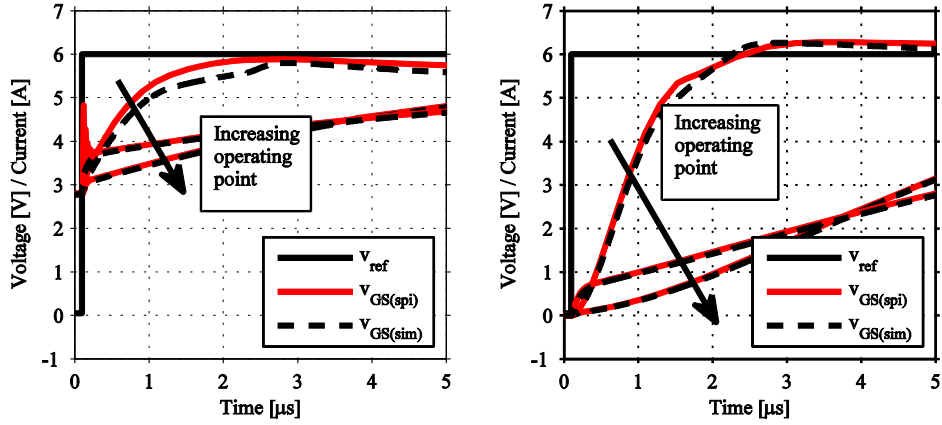 7
6
5
4
3
2
1
0
-1
Voltage [V] / Current [A]
Increasing
operating
point
v_ref
v_GS(spi)
v_GS(sim)
0 1 2 3 4 5
Time [μs]
7
6
5
4
3
2
1
0
-1
Voltage [V] / Current [A]
Increasing
operating
point
v_ref
v_GS(spi)
v_GS(sim)
0 1 2 3 4 5
Time [μs]